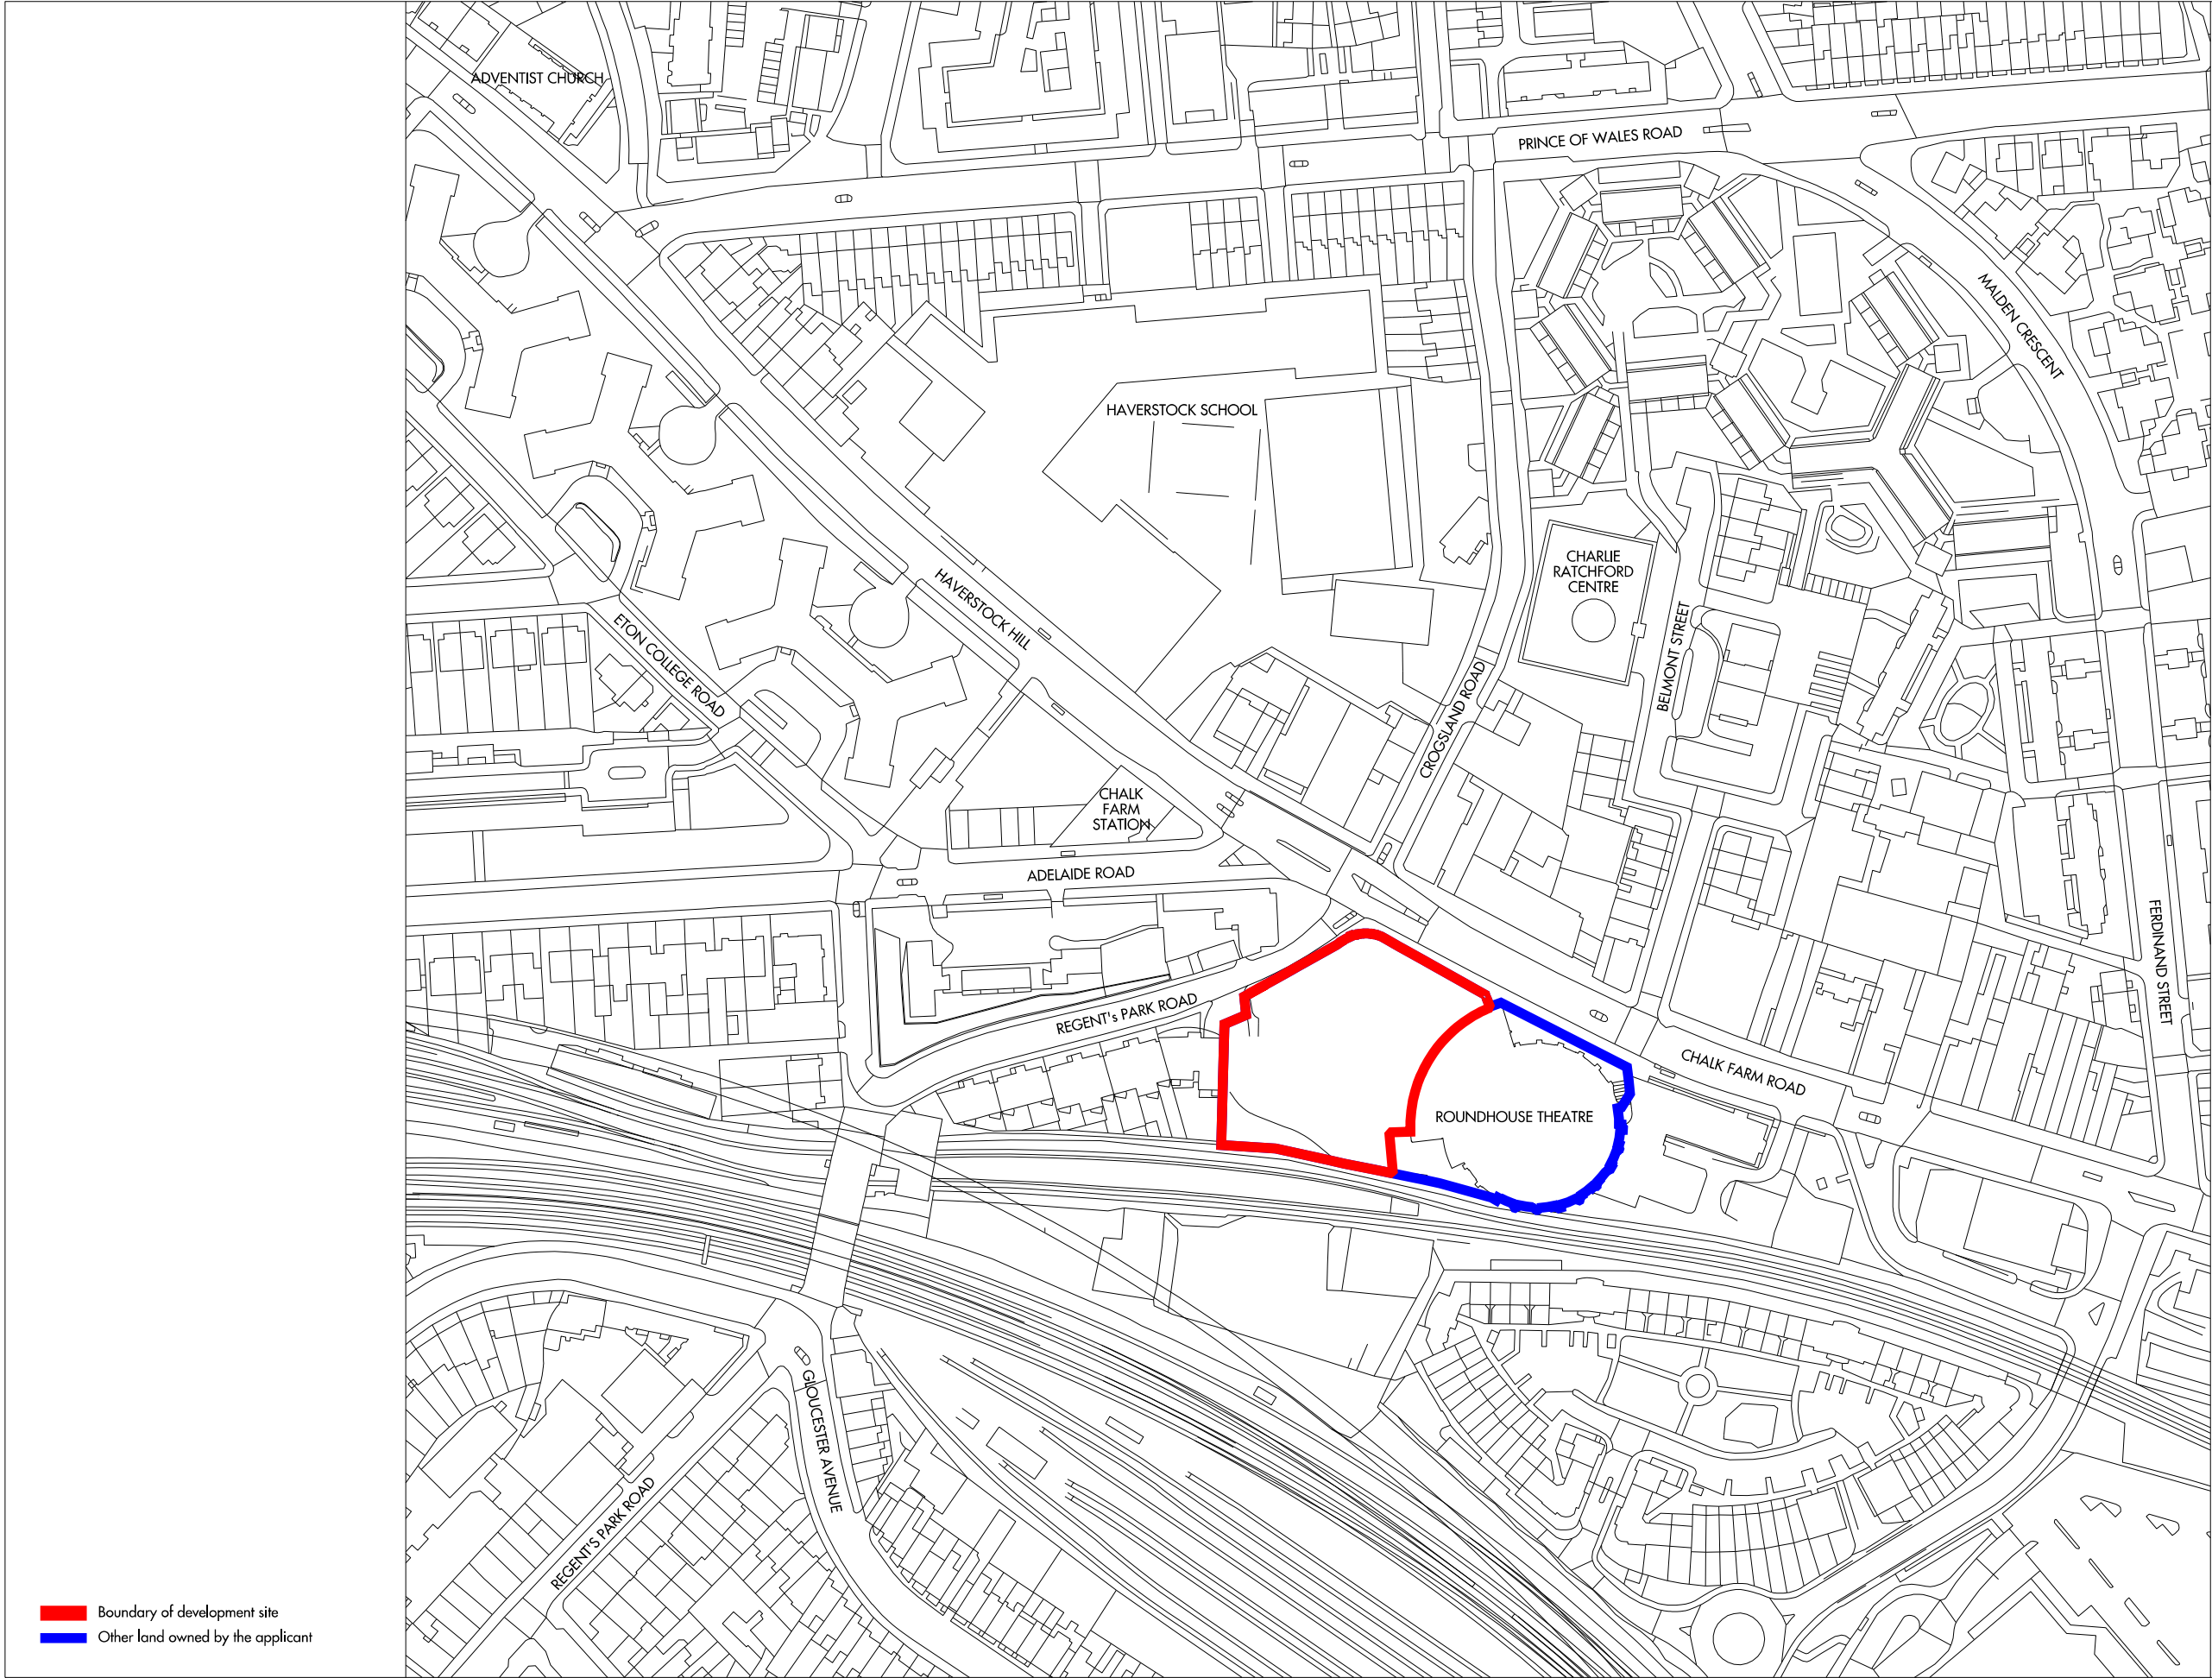 ADVENTIST CHURCH
PRINCE OF WALES ROAD
MALDEN CRESCENT
HAVERSTOCK SCHOOL
CHARLIE
RATCHFORD
CENTRE
HAVERSTOCK HILL
ETON COLLEGE ROAD
BELMONT STREET
CROGSLAND ROAD
CHALK
FARM
STATION
ADELAIDE ROAD
FERDINAND STREET
REGENT's PARK ROAD
CHALK FARM ROAD
ROUNDHOUSE THEATRE
GLOUCESTER AVENUE
REGENT'S PARK ROAD
Boundary of development site
Other land owned by the applicant